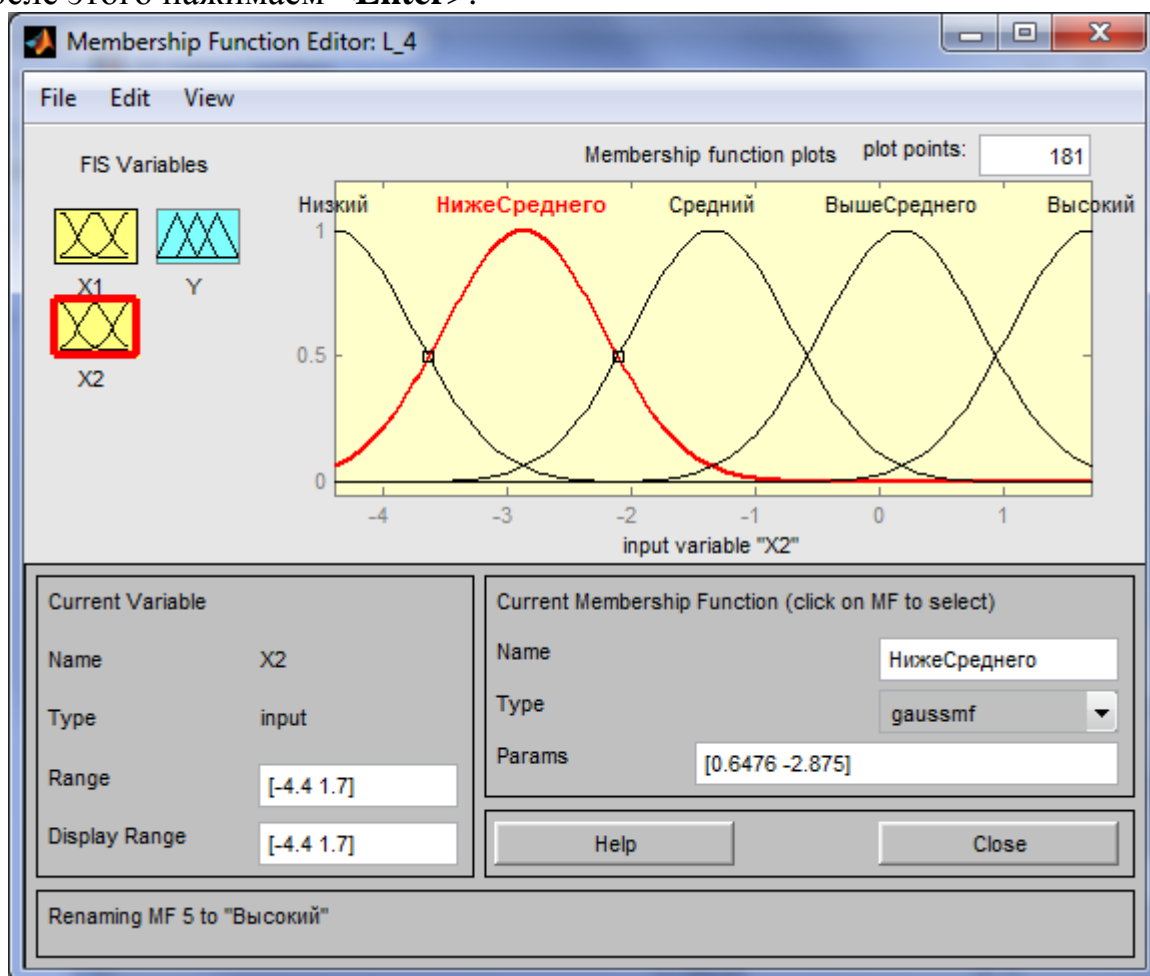 после этого нажимаем <Enter>.
Membership Function Editor: L_4
File Edit View
FIS Variables
Membership function plots plot points: 181
X1 Y
X2
Низкий НижеСреднего Средний ВышеСреднего Высокий
1
0.5
0
-4 -3 -2 -1 0 1
input variable "X2"
Current Variable
Name X2
Type input
Range [-4.4 1.7]
Display Range [-4.4 1.7]
Current Membership Function (click on MF to select)
Name НижеСреднего
Type gaussmf
Params [0.6476 -2.875]
Help Close
Renaming MF 5 to "Высокий"